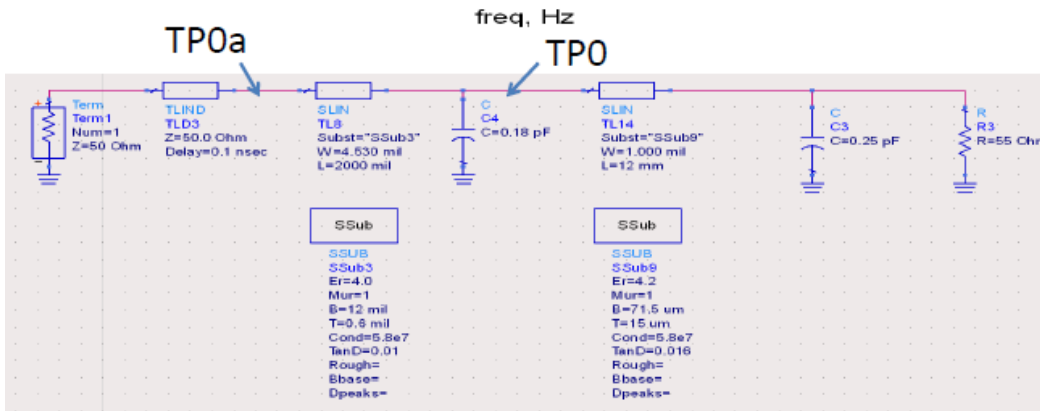 freq, Hz
TP0a
TP0
Term
Term1
Num=1
Z=50 Ohm
TLIND
TLD3
Z=50.0 Ohm
Delay=0.1 nsec
SLIN
TL8
Subst="SSub3"
W=4.530 mil
L=2000 mil
C
C4
C=0.18 pF
SLIN
TL14
Subst="SSub9"
W=1.000 mil
L=12 mm
C
C3
C=0.25 pF
R
R3
R=55 Ohm
SSub
SSUB
SSub3
Er=4.0
Mur=1
B=12 mil
T=0.6 mil
Cond=5.8e7
TanD=0.01
Rough=
Bbase=
Dpeaks=
SSub
SSUB
SSub9
Er=4.2
Mur=1
B=71.5 um
T=15 um
Cond=5.8e7
TanD=0.016
Rough=
Bbase=
Dpeaks=